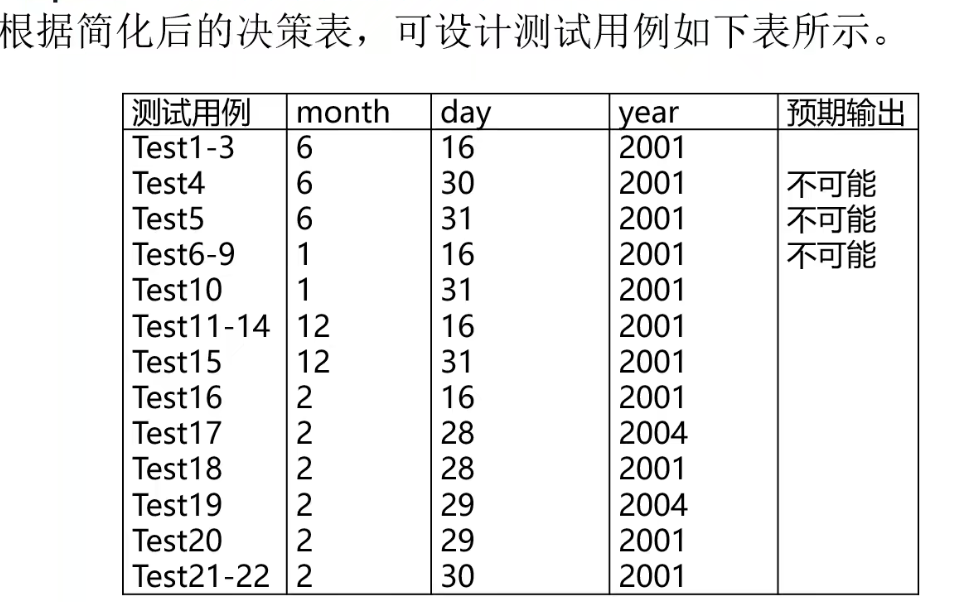 根据简化后的决策表，可设计测试用例如下表所示。
测试用例 month day year 预期输出
Test1-3 6 16 2001
Test4 6 30 2001 不可能
Test5 6 31 2001 不可能
Test6-9 1 16 2001 不可能
Test10 1 31 2001
Test11-14 12 16 2001
Test15 12 31 2001
Test16 2 16 2001
Test17 2 28 2004
Test18 2 28 2001
Test19 2 29 2004
Test20 2 29 2001
Test21-22 2 30 2001